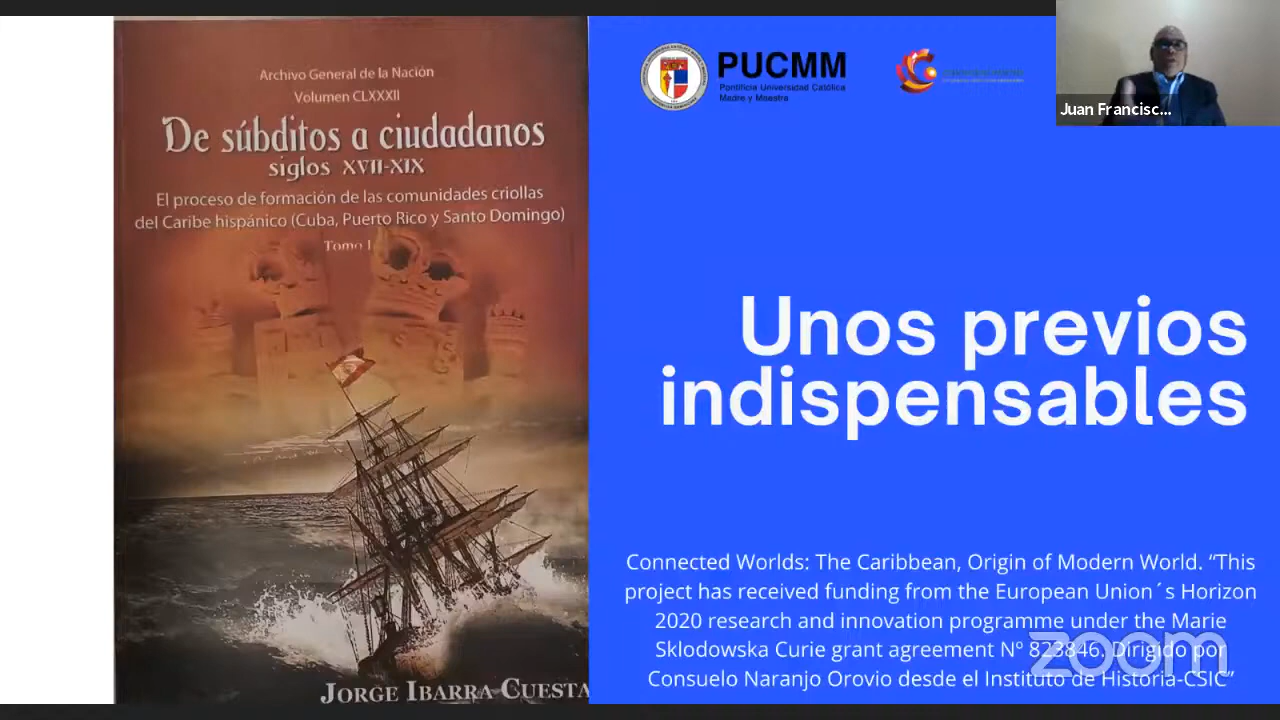 Archivo General de la Nación
Volumen CLXXXII
De súbditos a ciudadanos
siglos XVII-XIX
El proceso de formación de las comunidades criollas
del Caribe hispánico (Cuba, Puerto Rico y Santo Domingo)
Tomo I
JORGE IBARRA CUESTA
PUCMM
Pontificia Universidad Católica
Madre y Maestra
Juan Francisc...
Unos previos
indispensables
Connected Worlds: The Caribbean, Origin of Modern World. “This
project has received funding from the European Union´s Horizon
2020 research and innovation programme under the Marie
Sklodowska Curie grant agreement Nº 823846. Dirigido por
Consuelo Naranjo Orovio desde el Instituto de Historia-CSIC”
zoom